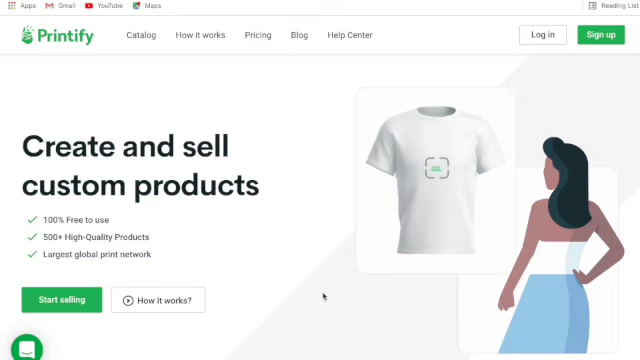 Apps Gmail YouTube Maps Reading List
Printify Catalog How it works Pricing Blog Help Center Log in Sign up
Create and sell
custom products
100% Free to use
500+ High-Quality Products
Largest global print network
Start selling How it works?